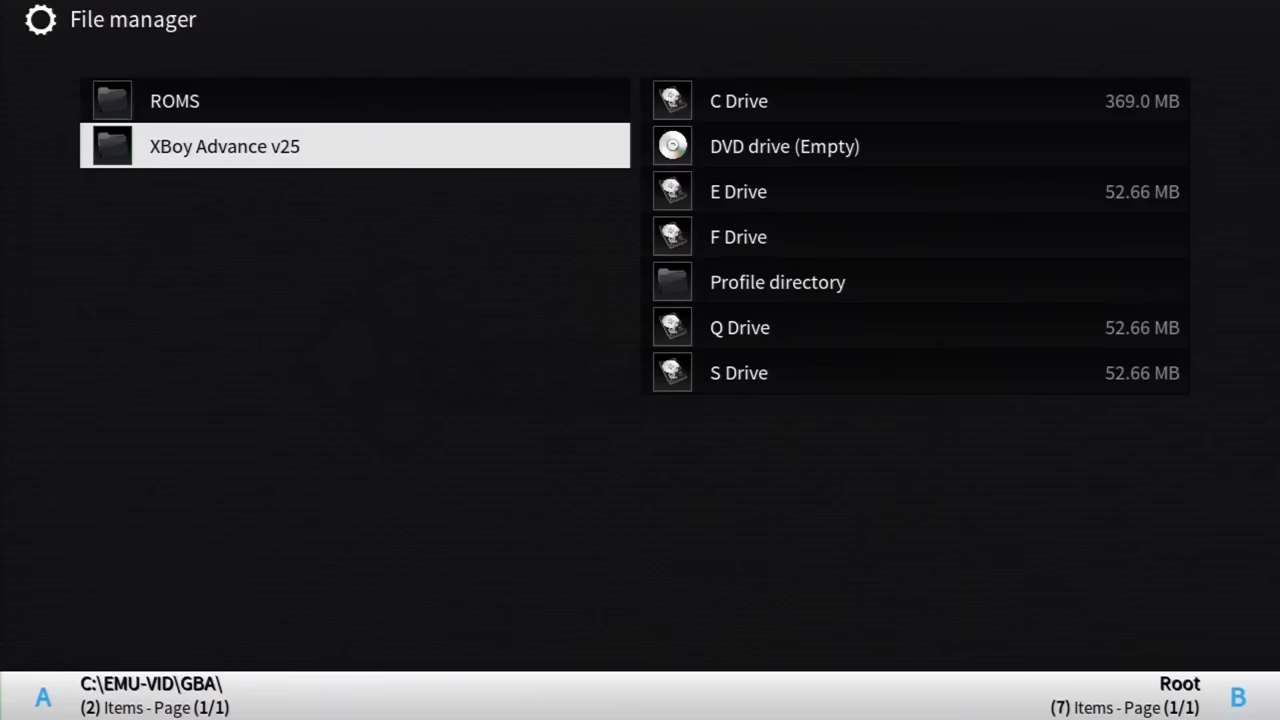 File manager
ROMS
XBoy Advance v25
C Drive 369.0 MB
DVD drive (Empty)
E Drive 52.66 MB
F Drive
Profile directory
Q Drive 52.66 MB
S Drive 52.66 MB
A
C:\EMU-VID\GBA\
(2) Items - Page (1/1)
Root
(7) Items - Page (1/1)
B